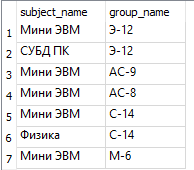 subject_name group_name
1 Мини ЭВМ Э-12
2 СУБД ПК Э-12
3 Мини ЭВМ АС-9
4 Мини ЭВМ АС-8
5 Мини ЭВМ С-14
6 Физика С-14
7 Мини ЭВМ М-6